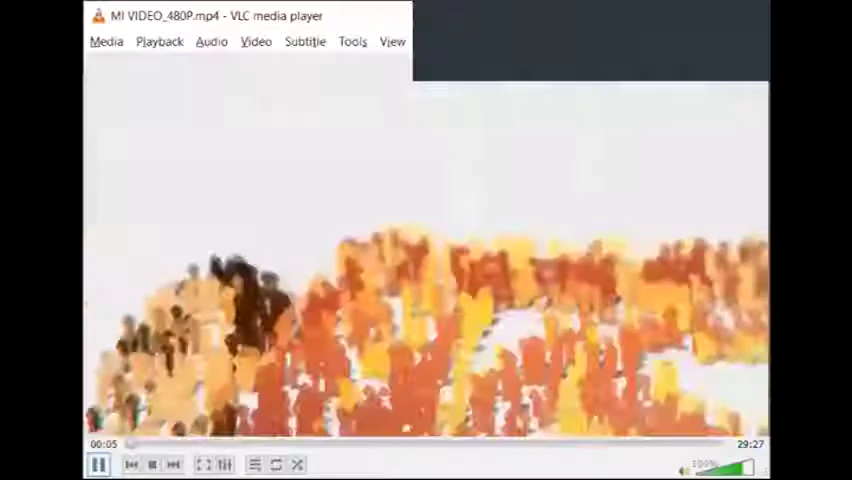 MI VIDEO_480P.mp4 - VLC media player
Media Playback Audio Video Subtitle Tools View
00:05 29:27
100%